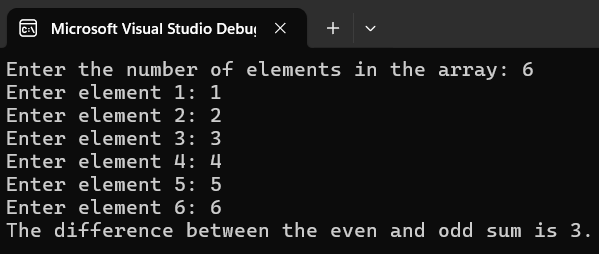 Microsoft Visual Studio Debug
Enter the number of elements in the array: 6
Enter element 1: 1
Enter element 2: 2
Enter element 3: 3
Enter element 4: 4
Enter element 5: 5
Enter element 6: 6
The difference between the even and odd sum is 3.